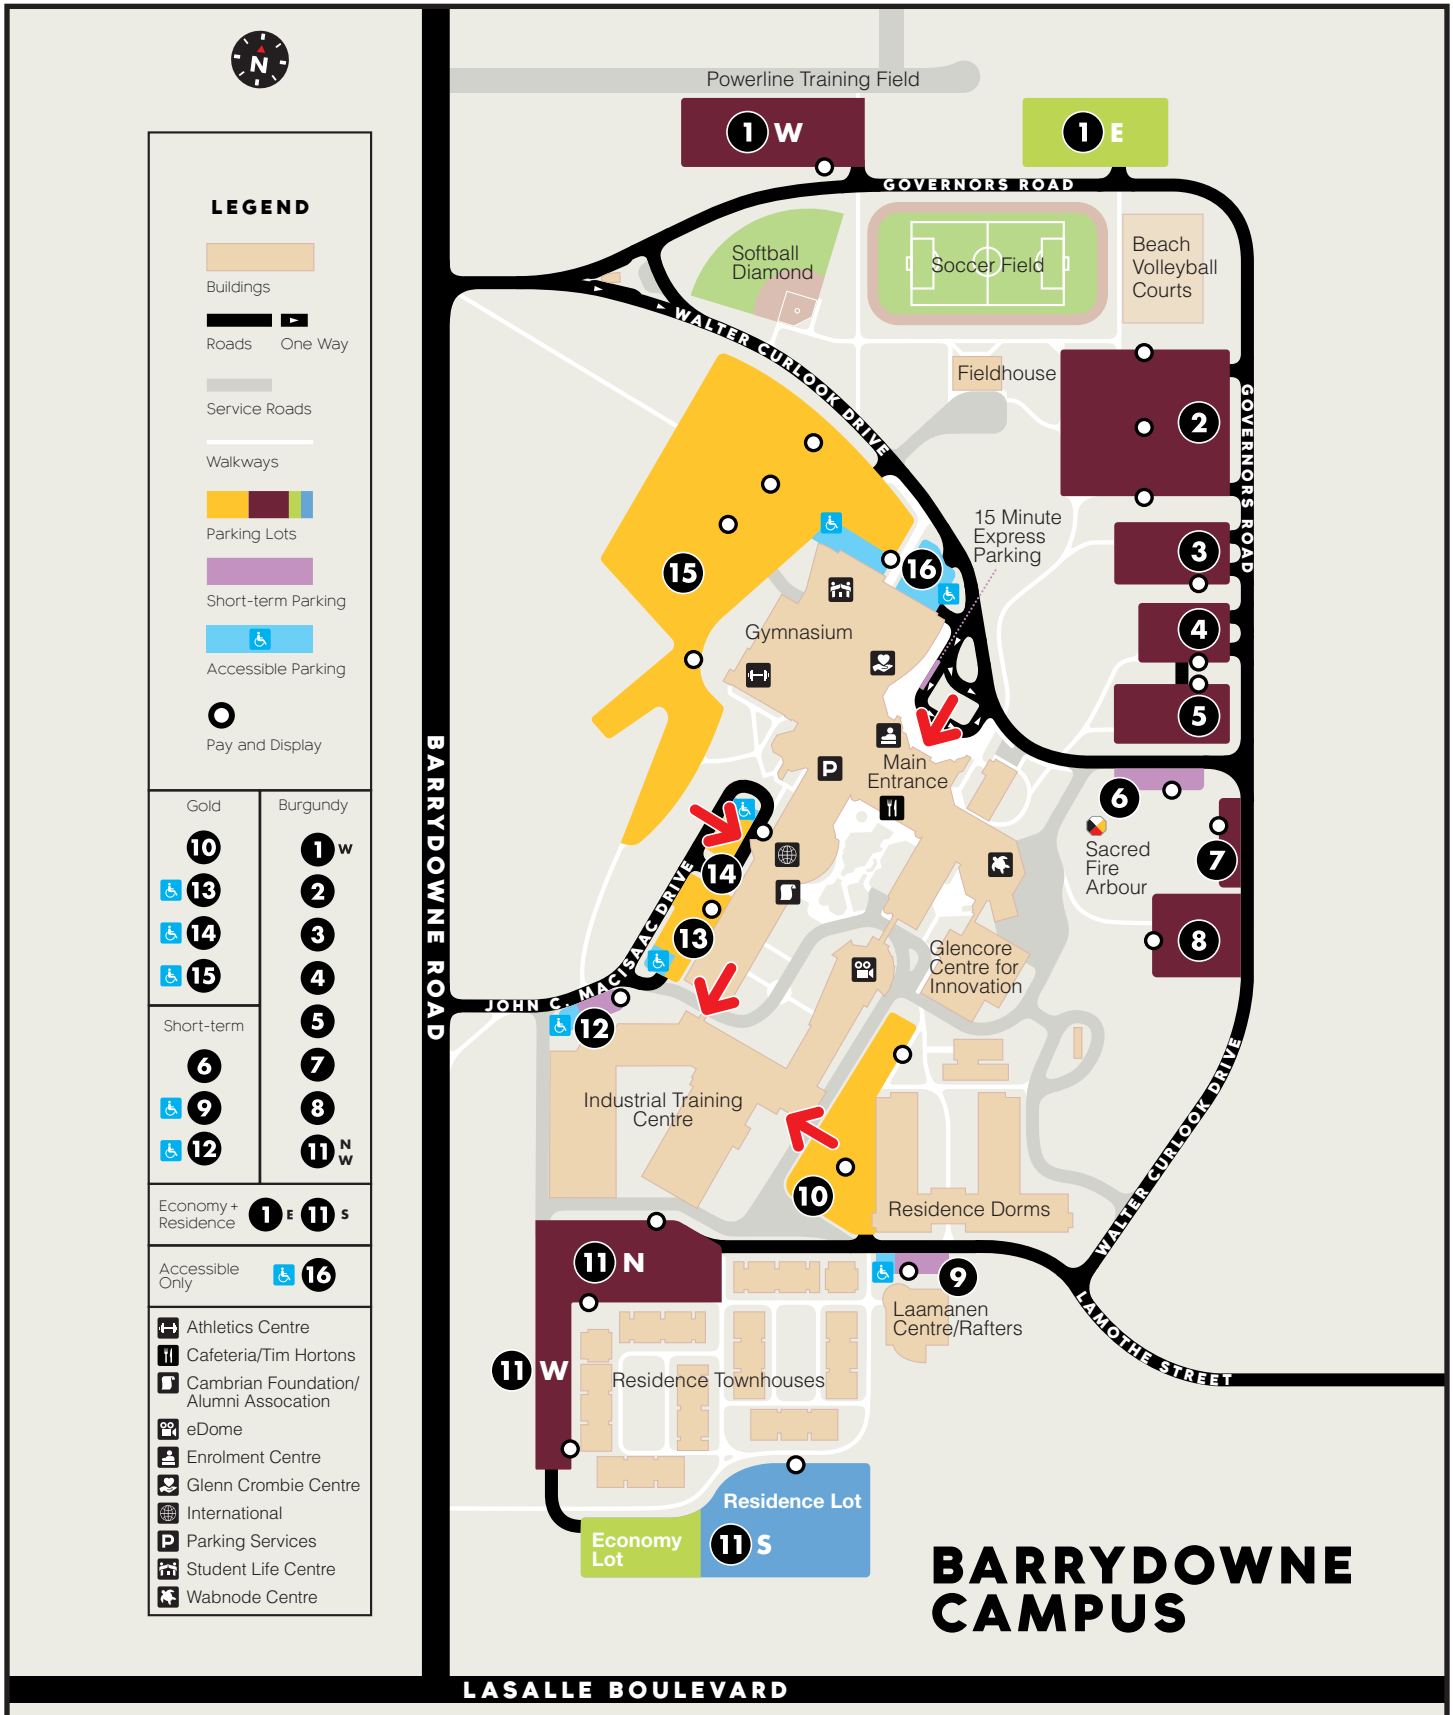 N
LEGEND
Buildings
Roads One Way
Service Roads
Walkways
Parking Lots
Short-term Parking
Accessible Parking
Pay and Display
Gold
10
13
14
15
Short-term
6
9
12
Burgundy
1 W
2
3
4
5
7
8
11 N
W
Economy +
Residence 1 E 11 S
Accessible
Only 16
Athletics Centre
Cafeteria/Tim Hortons
Cambrian Foundation/
Alumni Assocation
eDome
Enrolment Centre
Glenn Crombie Centre
International
P Parking Services
Student Life Centre
Wabnode Centre
Powerline Training Field
1 W
1 E
GOVERNORS ROAD
Softball
Diamond
Soccer Field
Beach
Volleyball
Courts
WALTER CURLOOK DRIVE
Fieldhouse
2
GOVERNORS ROAD
15 Minute
Express
Parking
3
15
16
4
Gymnasium
5
BARRYDOWNE ROAD
P
Main
Entrance
6
Sacred
Fire
Arbour
7
14
JOHN C. MACISAAC DRIVE
13
8
Glencore
Centre for
Innovation
12
Industrial Training
Centre
WALTER CURLOOK DRIVE
10
Residence Dorms
11 N
9
Laamanen
Centre/Rafters
LAMOTHE STREET
11 W
Residence Townhouses
Residence Lot
Economy
Lot
11 S
BARRYDOWNE
CAMPUS
LASALLE BOULEVARD